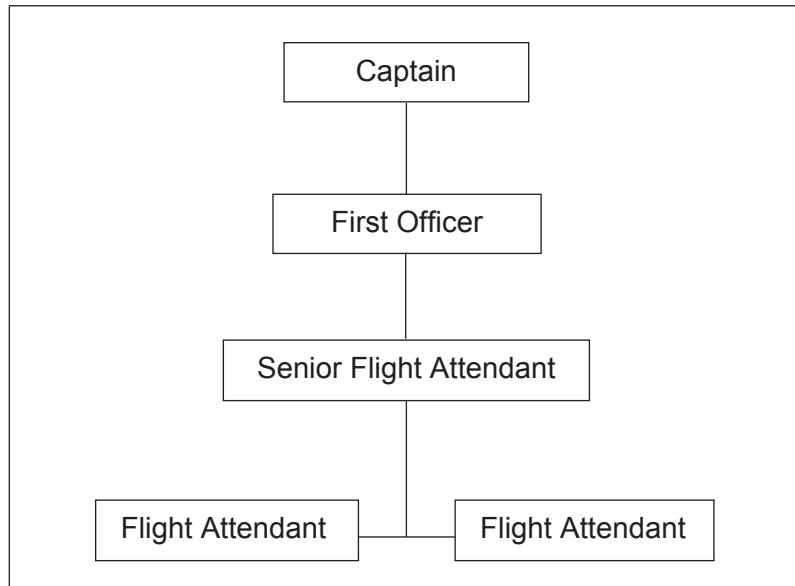 Captain
First Officer
Senior Flight Attendant
Flight Attendant
Flight Attendant